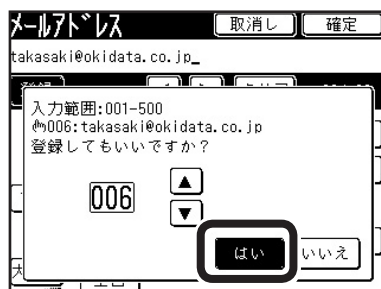 メールアドレス 取消し 確定
takasaki@okidata.co.jp_
入力範囲:001-500
006:takasaki@okidata.co.jp
登録してもいいですか?
006
▲
▼
はい いいえ